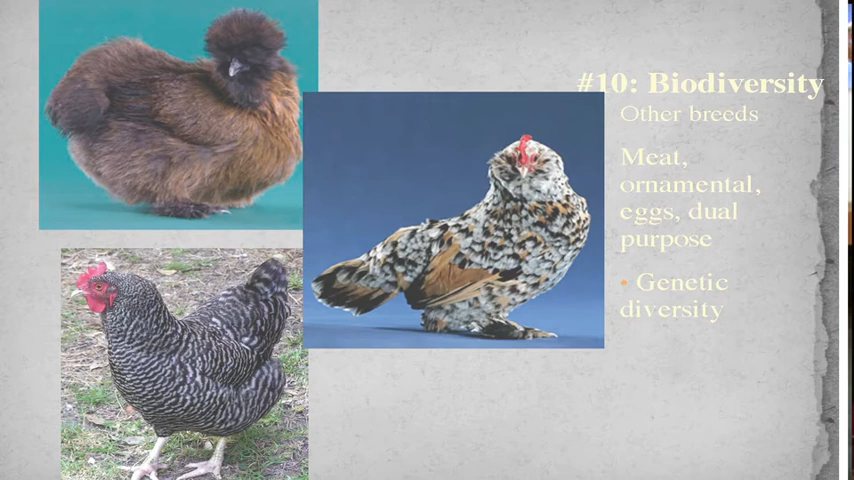 #10: Biodiversity
Other breeds
Meat,
ornamental,
eggs, dual
purpose
• Genetic
diversity